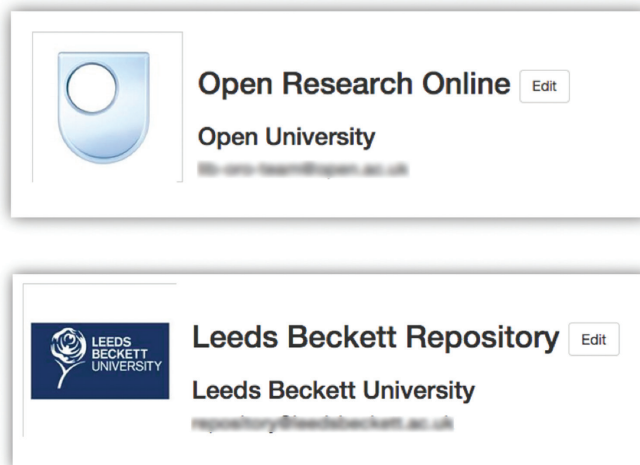 Open Research Online Edit
Open University
LEEDS
BECKETT
UNIVERSITY
Leeds Beckett Repository Edit
Leeds Beckett University